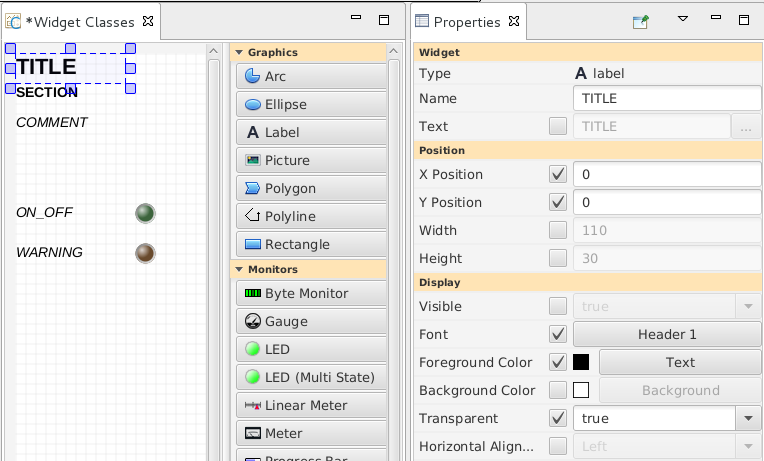 *Widget Classes
TITLE
SECTION
COMMENT
ON_OFF
WARNING
Graphics
Arc
Ellipse
A Label
Picture
Polygon
Polyline
Rectangle
Monitors
Byte Monitor
Gauge
LED
LED (Multi State)
Linear Meter
Meter
Progress Bar
Properties
Widget
Type A label
Name TITLE
Text TITLE ...
Position
X Position 0
Y Position 0
Width 110
Height 30
Display
Visible true
Font Header 1
Foreground Color Text
Background Color Background
Transparent true
Horizontal Align... Left